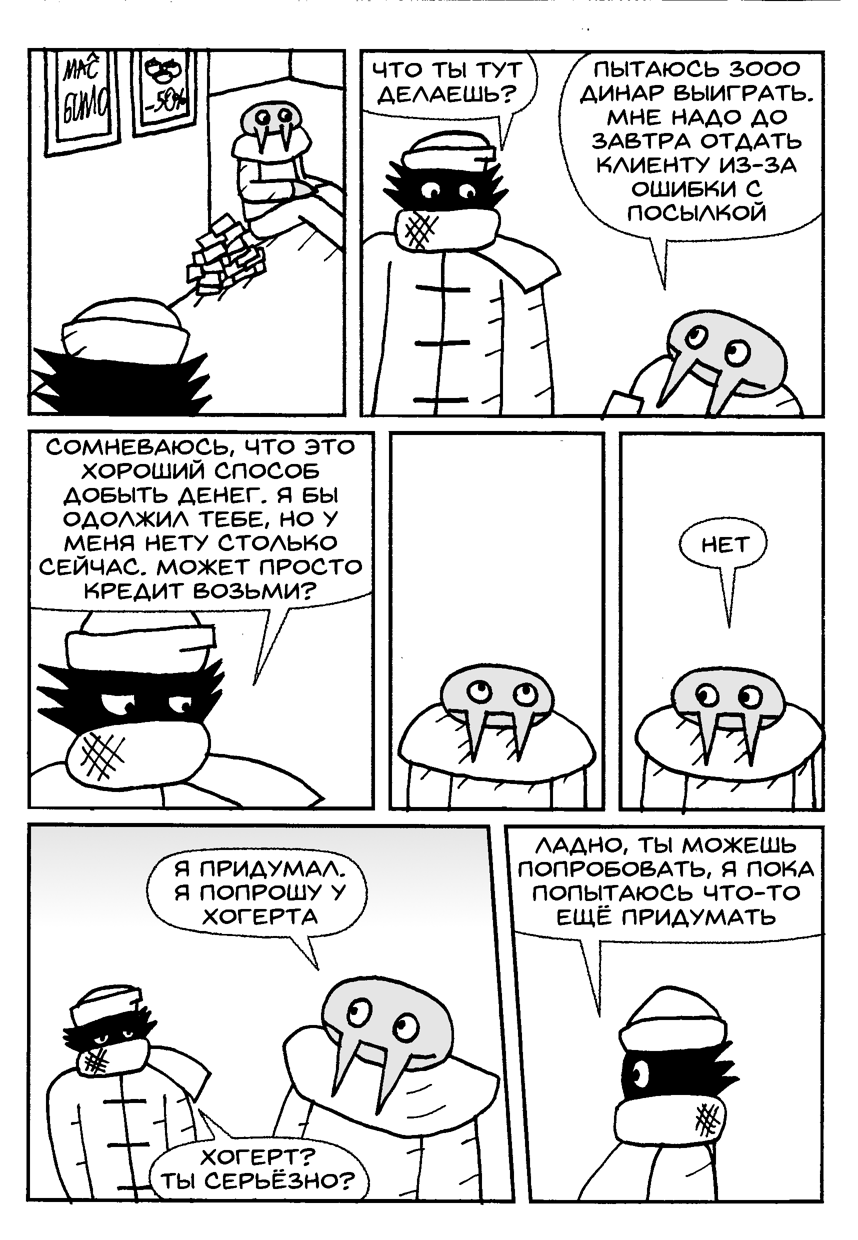 МАС
БИМО
-50%
ЧТО ТЫ ТУТ
ДЕЛАЕШЬ?
ПЫТАЮСЬ 3000
ДИНАР ВЫИГРАТЬ.
МНЕ НАДО ДО
ЗАВТРА ОТДАТЬ
КЛИЕНТУ ИЗ-ЗА
ОШИБКИ С
ПОСЫЛКОЙ
СОМНЕВАЮСЬ, ЧТО ЭТО
ХОРОШИЙ СПОСОБ
ДОБЫТЬ ДЕНЕГ. Я БЫ
ОДОЛЖИЛ ТЕБЕ, НО У
МЕНЯ НЕТУ СТОЛЬКО
СЕЙЧАС. МОЖЕТ ПРОСТО
КРЕДИТ ВОЗЬМИ?
НЕТ
Я ПРИДУМАЛ.
Я ПОПРОШУ У
ХОГЕРТА
ХОГЕРТ?
ТЫ СЕРЬЁЗНО?
ЛАДНО, ТЫ МОЖЕШЬ
ПОПРОБОВАТЬ, Я ПОКА
ПОПЫТАЮСЬ ЧТО-ТО
ЕЩЁ ПРИДУМАТЬ